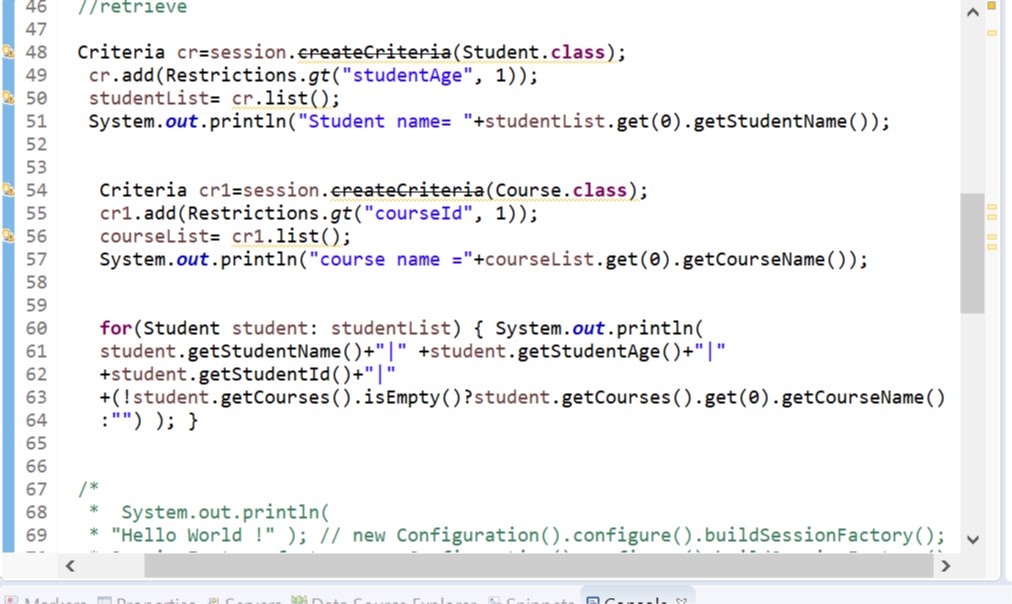 46 //retrieve
47
48 Criteria cr=session.createCriteria(Student.class);
49 cr.add(Restrictions.gt("studentAge", 1));
50 studentList= cr.list();
51 System.out.println("Student name= "+studentList.get(0).getStudentName());
52
53
54 Criteria cr1=session.createCriteria(Course.class);
55 cr1.add(Restrictions.gt("courseId", 1));
56 courseList= cr1.list();
57 System.out.println("course name ="+courseList.get(0).getCourseName());
58
59
60 for(Student student: studentList) { System.out.println(
61 student.getStudentName()+"|" +student.getStudentAge()+"|"
62 +student.getStudentId()+"|"
63 +(!student.getCourses().isEmpty()?student.getCourses().get(0).getCourseName()
64 :"") ); }
65
66
67 /*
68 * System.out.println(
69 * "Hello World !" ); // new Configuration().configure().buildSessionFactory();
Markers Properties Servers Data Source Explorer Snippets Console